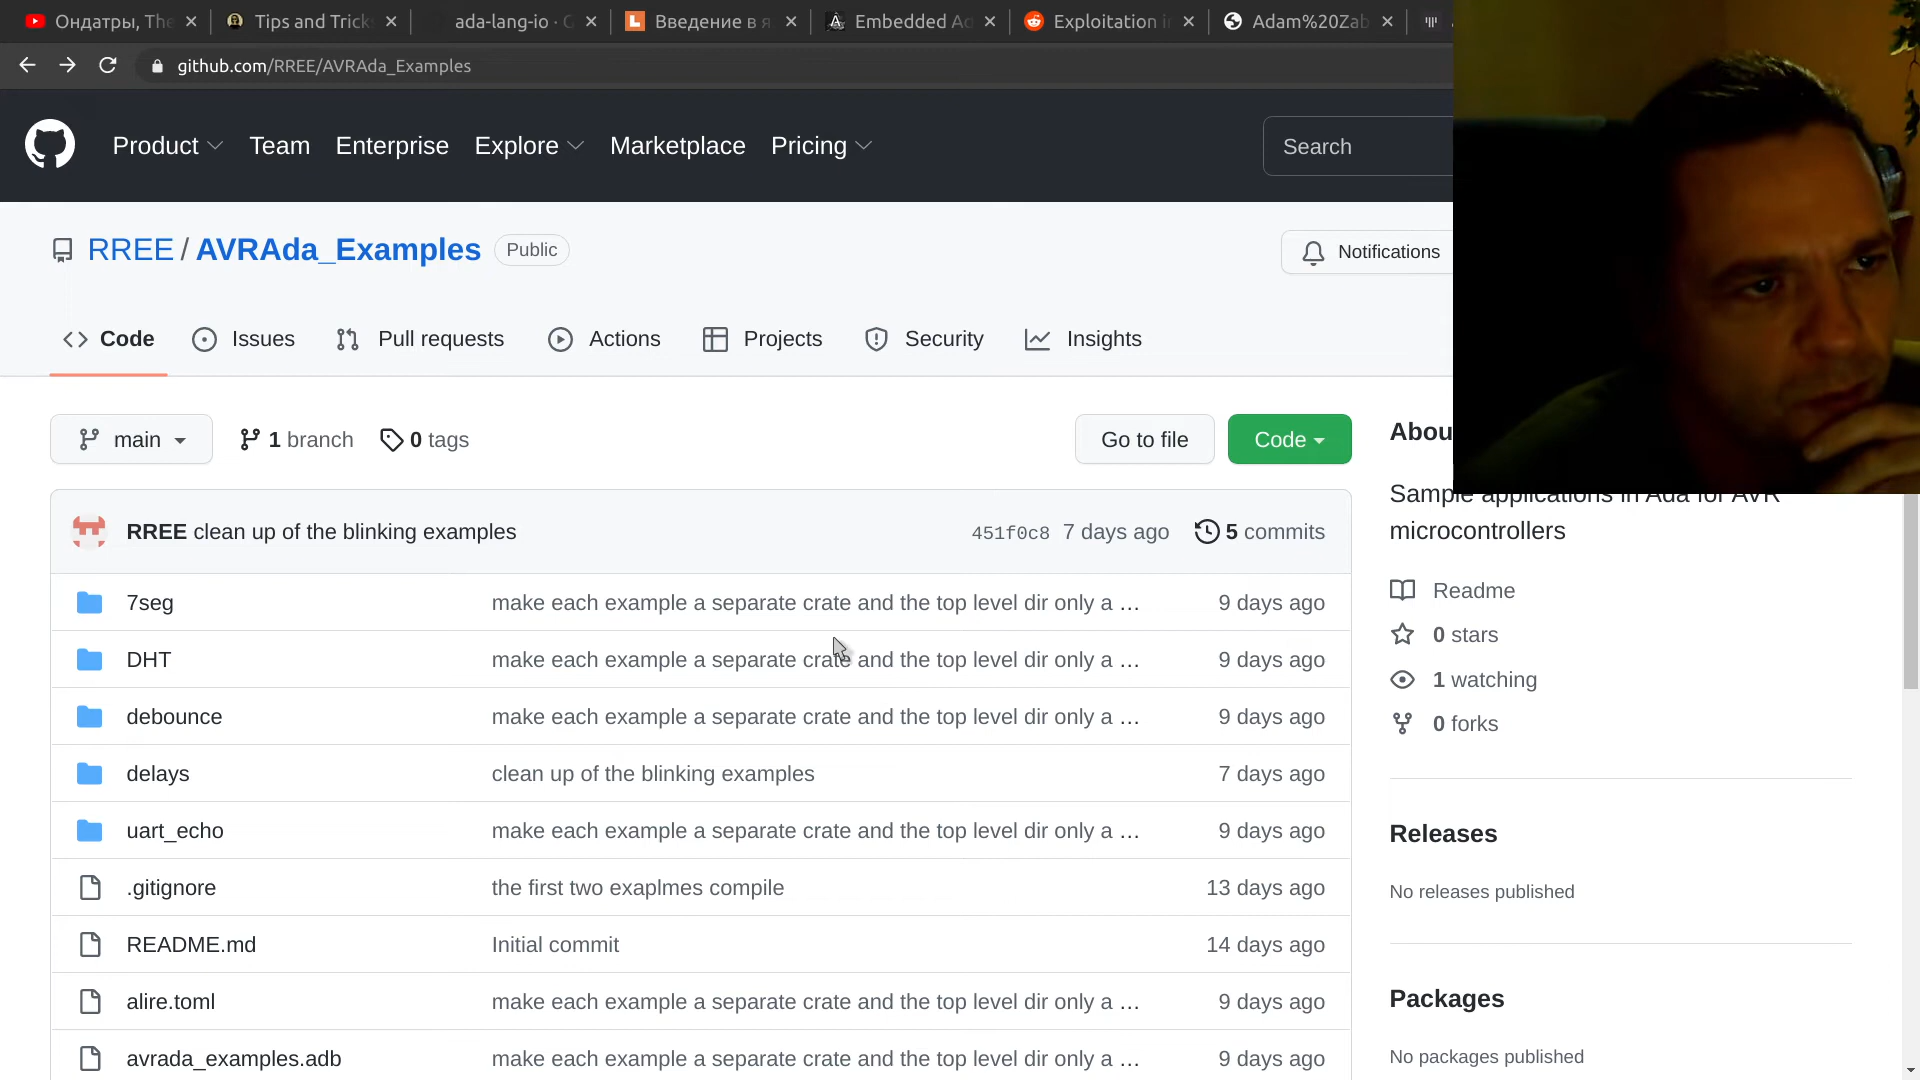 Ондатры, The
Tips and Trick
ada-lang-io · G
Введение в я
Embedded Ad
Exploitation i
Adam%20Zab
github.com/RREE/AVRAda_Examples
Product
Team
Enterprise
Explore
Marketplace
Pricing
Search
RREE / AVRAda_Examples
Public
Notifications
Code
Issues
Pull requests
Actions
Projects
Security
Insights
main
1 branch
0 tags
Go to file
Code
RREE clean up of the blinking examples
451f0c8 7 days ago
5 commits
7seg make each example a separate crate and the top level dir only a … 9 days ago
DHT make each example a separate crate and the top level dir only a … 9 days ago
debounce make each example a separate crate and the top level dir only a … 9 days ago
delays clean up of the blinking examples 7 days ago
uart_echo make each example a separate crate and the top level dir only a … 9 days ago
.gitignore the first two exaplmes compile 13 days ago
README.md Initial commit 14 days ago
alire.toml make each example a separate crate and the top level dir only a … 9 days ago
avrada_examples.adb make each example a separate crate and the top level dir only a … 9 days ago
Abou
Sample applications in Ada for AVR
microcontrollers
Readme
0 stars
1 watching
0 forks
Releases
No releases published
Packages
No packages published